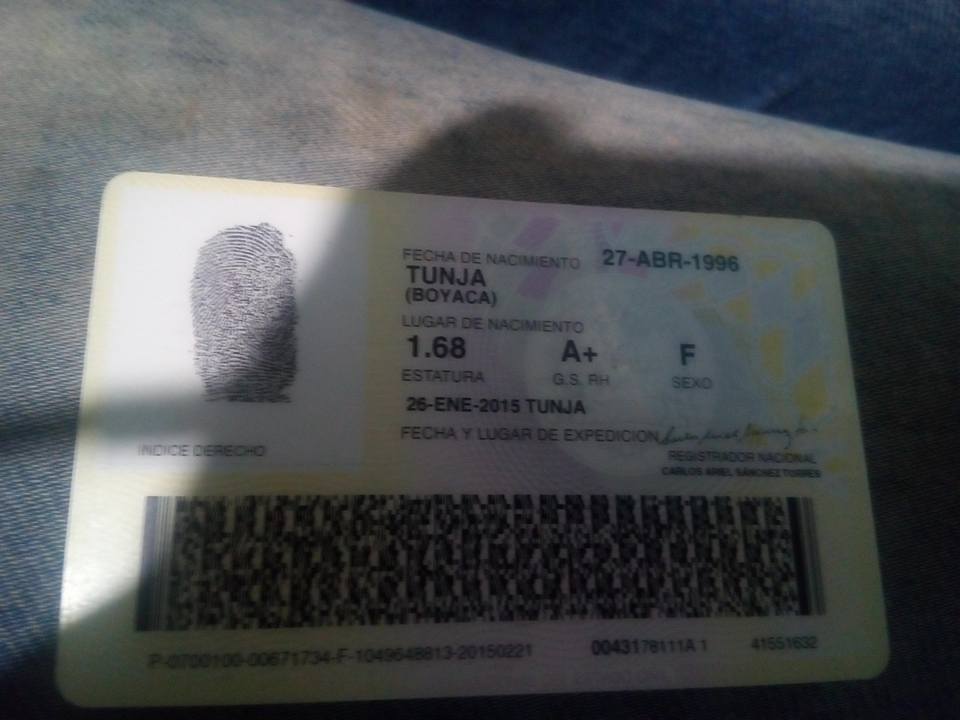 FECHA DE NACIMIENTO 27-ABR-1996
TUNJA
(BOYACA)
LUGAR DE NACIMIENTO
1.68 A+ F
ESTATURA G.S. RH SEXO
26-ENE-2015 TUNJA
FECHA Y LUGAR DE EXPEDICION
INDICE DERECHO
REGISTRADOR NACIONAL
CARLOS ARIEL SÁNCHEZ TORRES
P-0700100-00671734-F-1049648813-20150221 0043178111A 1 41551632